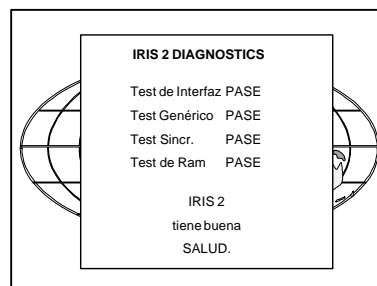 IRIS 2 DIAGNOSTICS
Test de Interfaz PASE
Test Genérico PASE
Test Sincr. PASE
Test de Ram PASE
IRIS 2
tiene buena
SALUD.